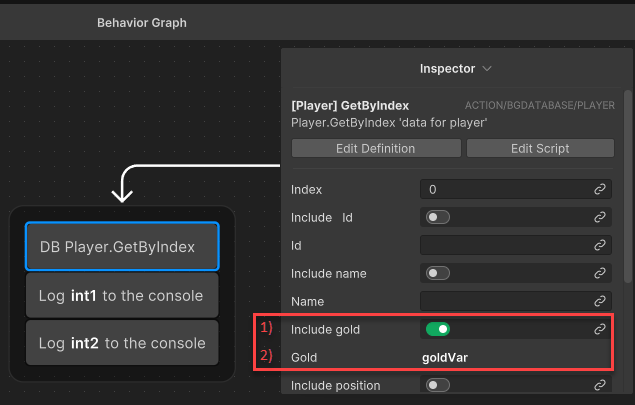 Behavior Graph
Inspector
[Player] GetByIndex ACTION/BGDATABASE/PLAYER
Player.GetByIndex 'data for player'
Edit Definition Edit Script
Index 0
Include Id
Id
Include name
Name
1) Include gold
2) Gold goldVar
Include position
DB Player.GetByIndex
Log int1 to the console
Log int2 to the console